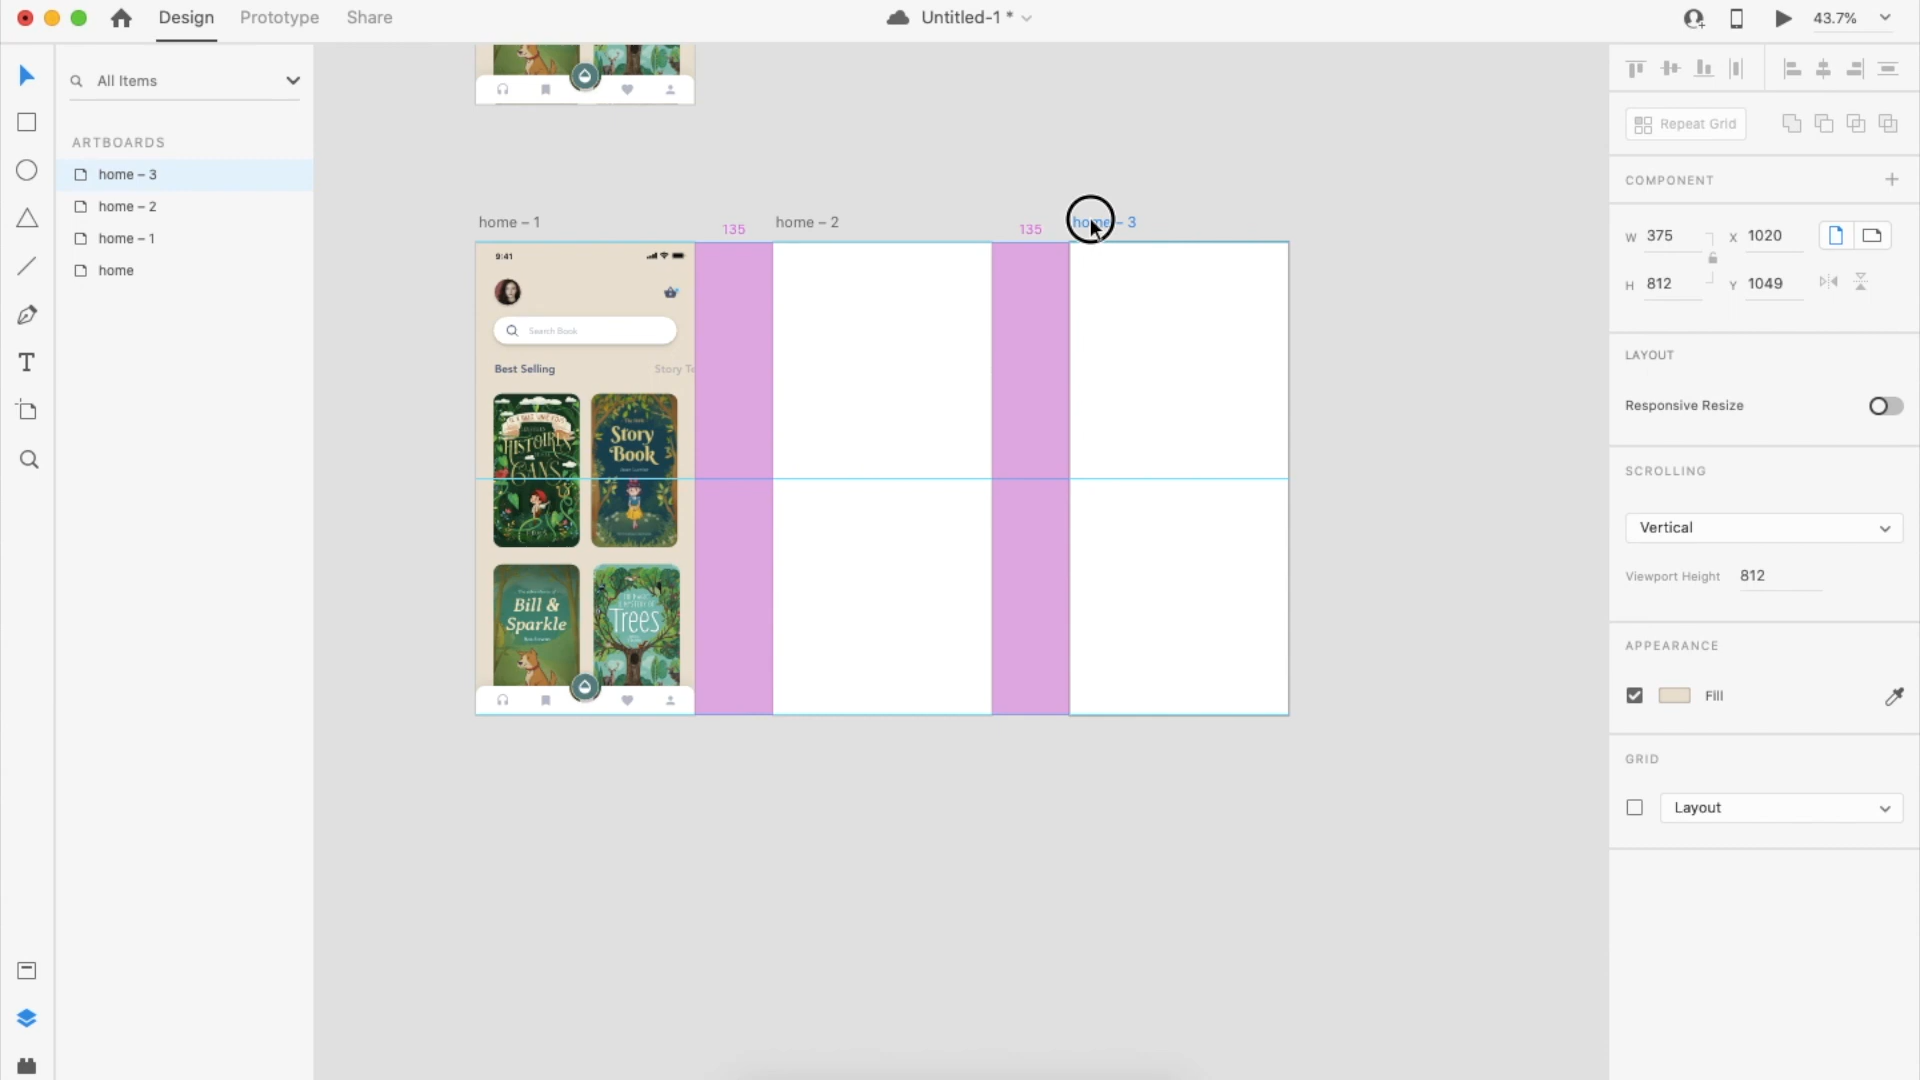 Design
Prototype
Share
Untitled-1 *
43.7%
All Items
ARTBOARDS
home – 3
home – 2
home – 1
home
home – 1
135
home – 2
135
home – 3
9:41
Search Book
Best Selling
Story Te
HISTOIRES
Story
Book
Bill &
Sparkle
Trees
Repeat Grid
COMPONENT
W 375
X 1020
H 812
Y 1049
LAYOUT
Responsive Resize
SCROLLING
Vertical
Viewport Height 812
APPEARANCE
Fill
GRID
Layout